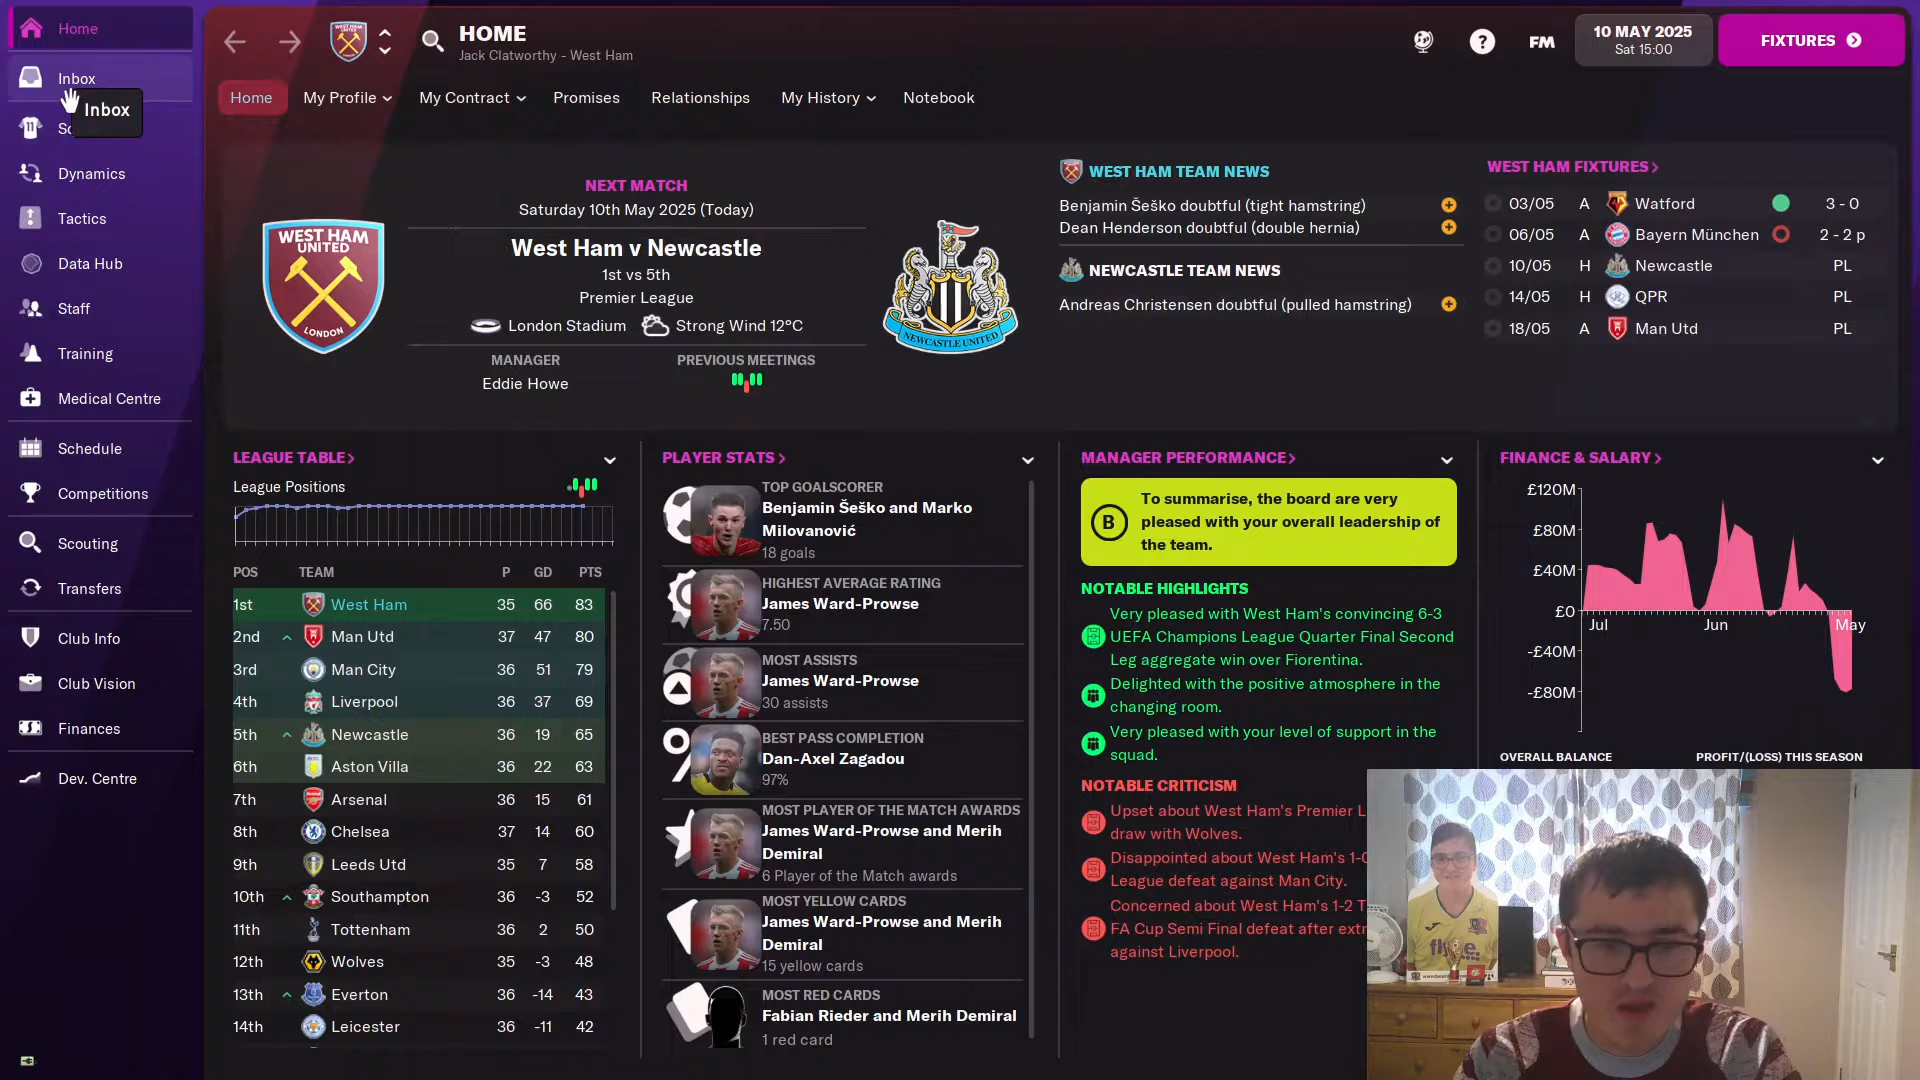 Home
Inbox
Inbox
Dynamics
Tactics
Data Hub
Staff
Training
Medical Centre
Schedule
Competitions
Scouting
Transfers
Club Info
Club Vision
Finances
Dev. Centre
WEST HAM
UNITED
LONDON
HOME
Jack Clatworthy - West Ham
FM
10 MAY 2025
Sat 15:00
FIXTURES
Home
My Profile
My Contract
Promises
Relationships
My History
Notebook
NEXT MATCH
Saturday 10th May 2025 (Today)
West Ham v Newcastle
1st vs 5th
Premier League
London Stadium
Strong Wind 12°C
MANAGER
Eddie Howe
PREVIOUS MEETINGS
NEWCASTLE UNITED
WEST HAM TEAM NEWS
Benjamin Šeško doubtful (tight hamstring)
Dean Henderson doubtful (double hernia)
NEWCASTLE TEAM NEWS
Andreas Christensen doubtful (pulled hamstring)
WEST HAM FIXTURES
03/05 A Watford 3 - 0
06/05 A Bayern München 2 - 2 p
10/05 H Newcastle PL
14/05 H QPR PL
18/05 A Man Utd PL
LEAGUE TABLE
League Positions
POS TEAM P GD PTS
1st West Ham 35 66 83
2nd Man Utd 37 47 80
3rd Man City 36 51 79
4th Liverpool 36 37 69
5th Newcastle 36 19 65
6th Aston Villa 36 22 63
7th Arsenal 36 15 61
8th Chelsea 37 14 60
9th Leeds Utd 35 7 58
10th Southampton 36 -3 52
11th Tottenham 36 2 50
12th Wolves 35 -3 48
13th Everton 36 -14 43
14th Leicester 36 -11 42
PLAYER STATS
TOP GOALSCORER
Benjamin Šeško and Marko
Milovanović
18 goals
HIGHEST AVERAGE RATING
James Ward-Prowse
7.50
MOST ASSISTS
James Ward-Prowse
30 assists
BEST PASS COMPLETION
Dan-Axel Zagadou
97%
MOST PLAYER OF THE MATCH AWARDS
James Ward-Prowse and Merih
Demiral
6 Player of the Match awards
MOST YELLOW CARDS
James Ward-Prowse and Merih
Demiral
15 yellow cards
MOST RED CARDS
Fabian Rieder and Merih Demiral
1 red card
MANAGER PERFORMANCE
B
To summarise, the board are very
pleased with your overall leadership of
the team.
NOTABLE HIGHLIGHTS
Very pleased with West Ham's convincing 6-3
UEFA Champions League Quarter Final Second
Leg aggregate win over Fiorentina.
Delighted with the positive atmosphere in the
changing room.
Very pleased with your level of support in the
squad.
NOTABLE CRITICISM
Upset about West Ham's Premier L
draw with Wolves.
Disappointed about West Ham's 1-0
League defeat against Man City.
Concerned about West Ham's 1-2 T
FA Cup Semi Final defeat after extr
against Liverpool.
FINANCE & SALARY
£120M
£80M
£40M
£0
-£40M
-£80M
Jul Jun May
OVERALL BALANCE
PROFIT/(LOSS) THIS SEASON